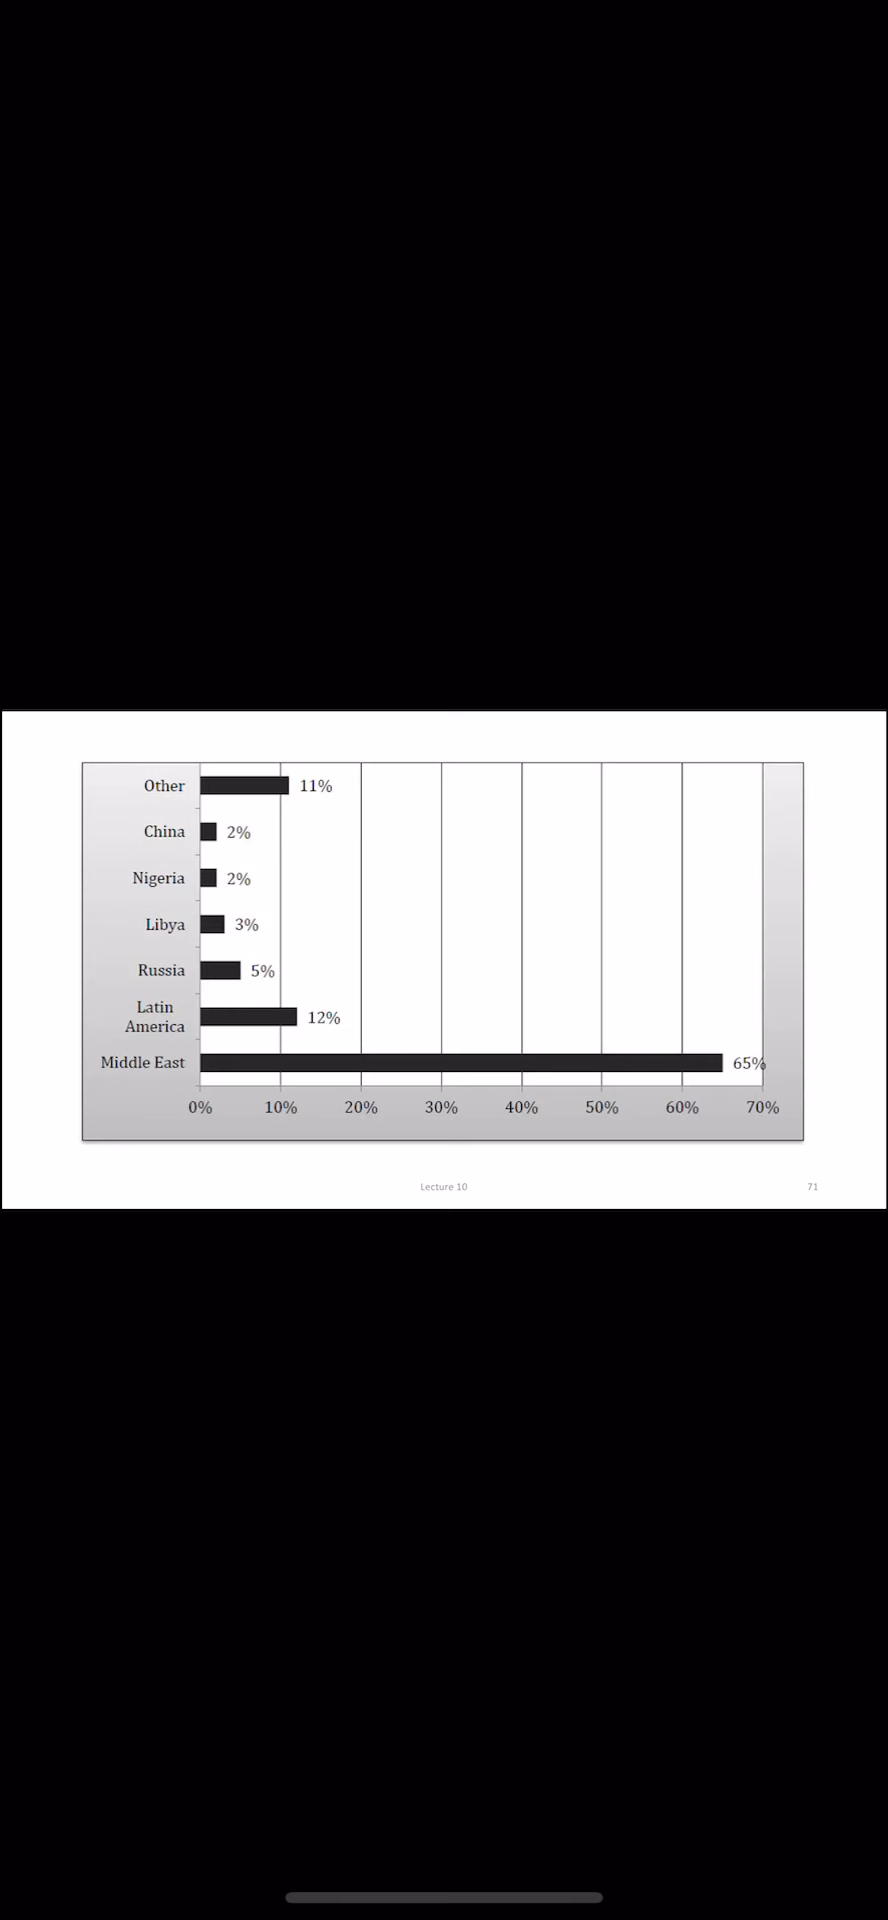 Other 11%
China 2%
Nigeria 2%
Libya 3%
Russia 5%
Latin
America 12%
Middle East 65%
0% 10% 20% 30% 40% 50% 60% 70%
Lecture 10 71